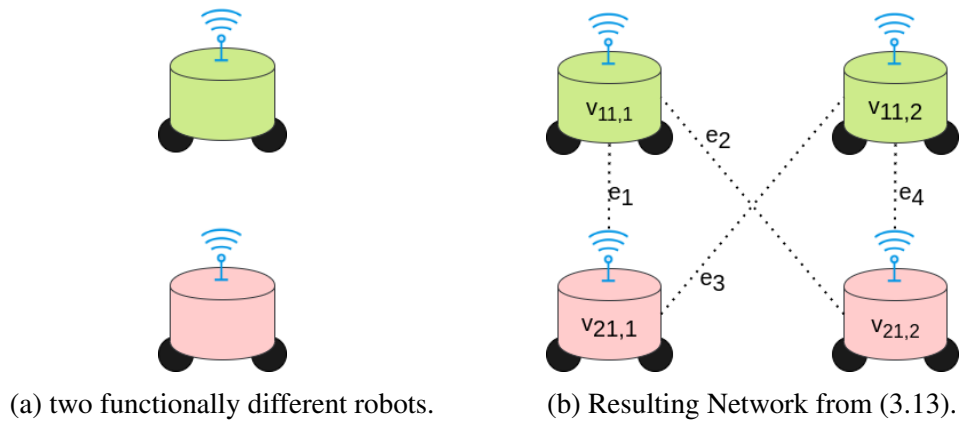 v11,1
v11,2
e2
e1
e4
e3
v21,1
v21,2
(a) two functionally different robots.
(b) Resulting Network from (3.13).